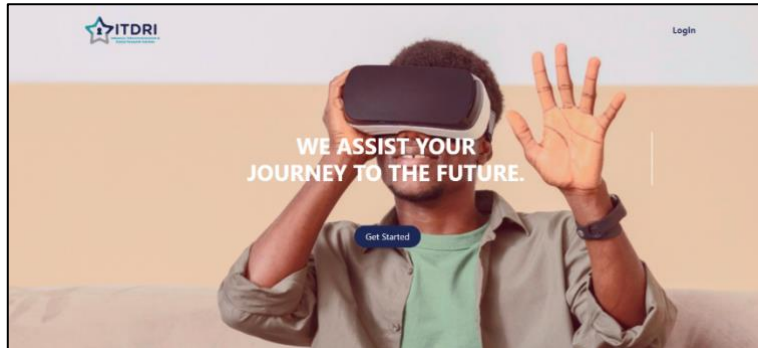 ITDRI
Login
WE ASSIST YOUR
JOURNEY TO THE FUTURE.
Get Started